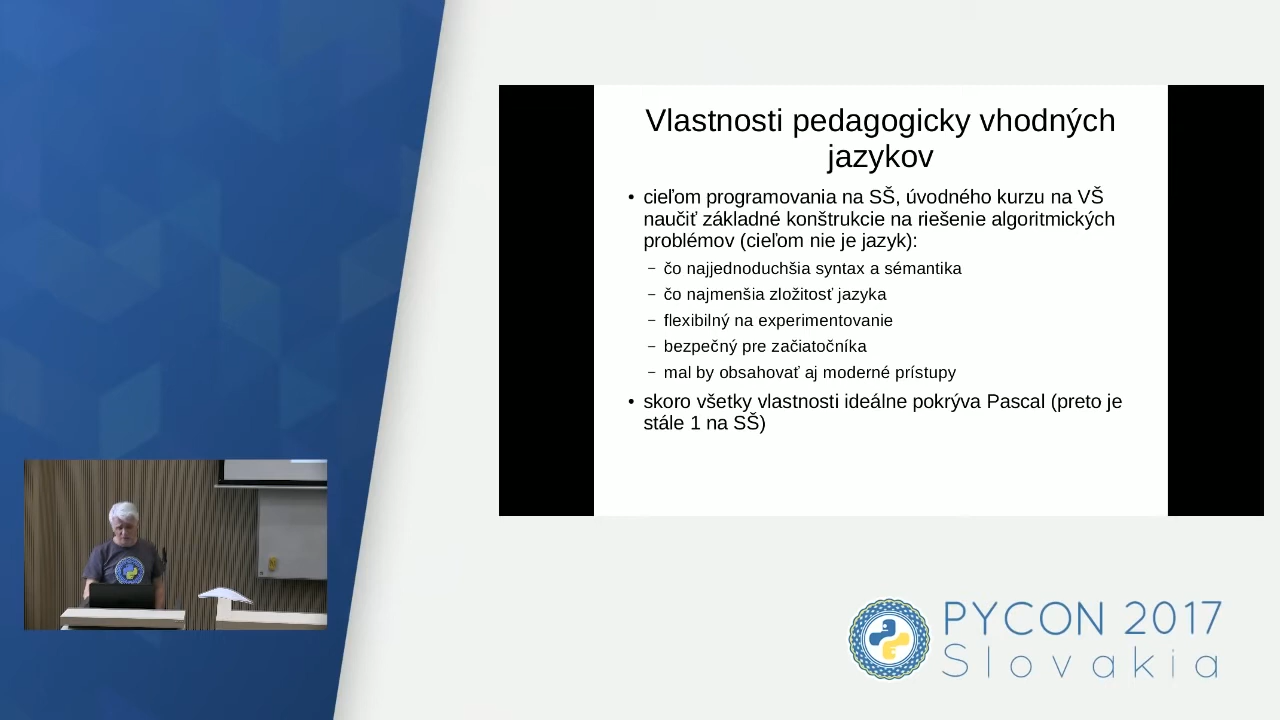 Vlastnosti pedagogicky vhodných
jazykov
• cieľom programovania na SŠ, úvodného kurzu na VŠ
naučiť základné konštrukcie na riešenie algoritmických
problémov (cieľom nie je jazyk):
– čo najjednoduchšia syntax a sémantika
– čo najmenšia zložitosť jazyka
– flexibilný na experimentovanie
– bezpečný pre začiatočníka
– mal by obsahovať aj moderné prístupy
• skoro všetky vlastnosti ideálne pokrýva Pascal (preto je
stále 1 na SŠ)
PYCON 2017
Slovakia